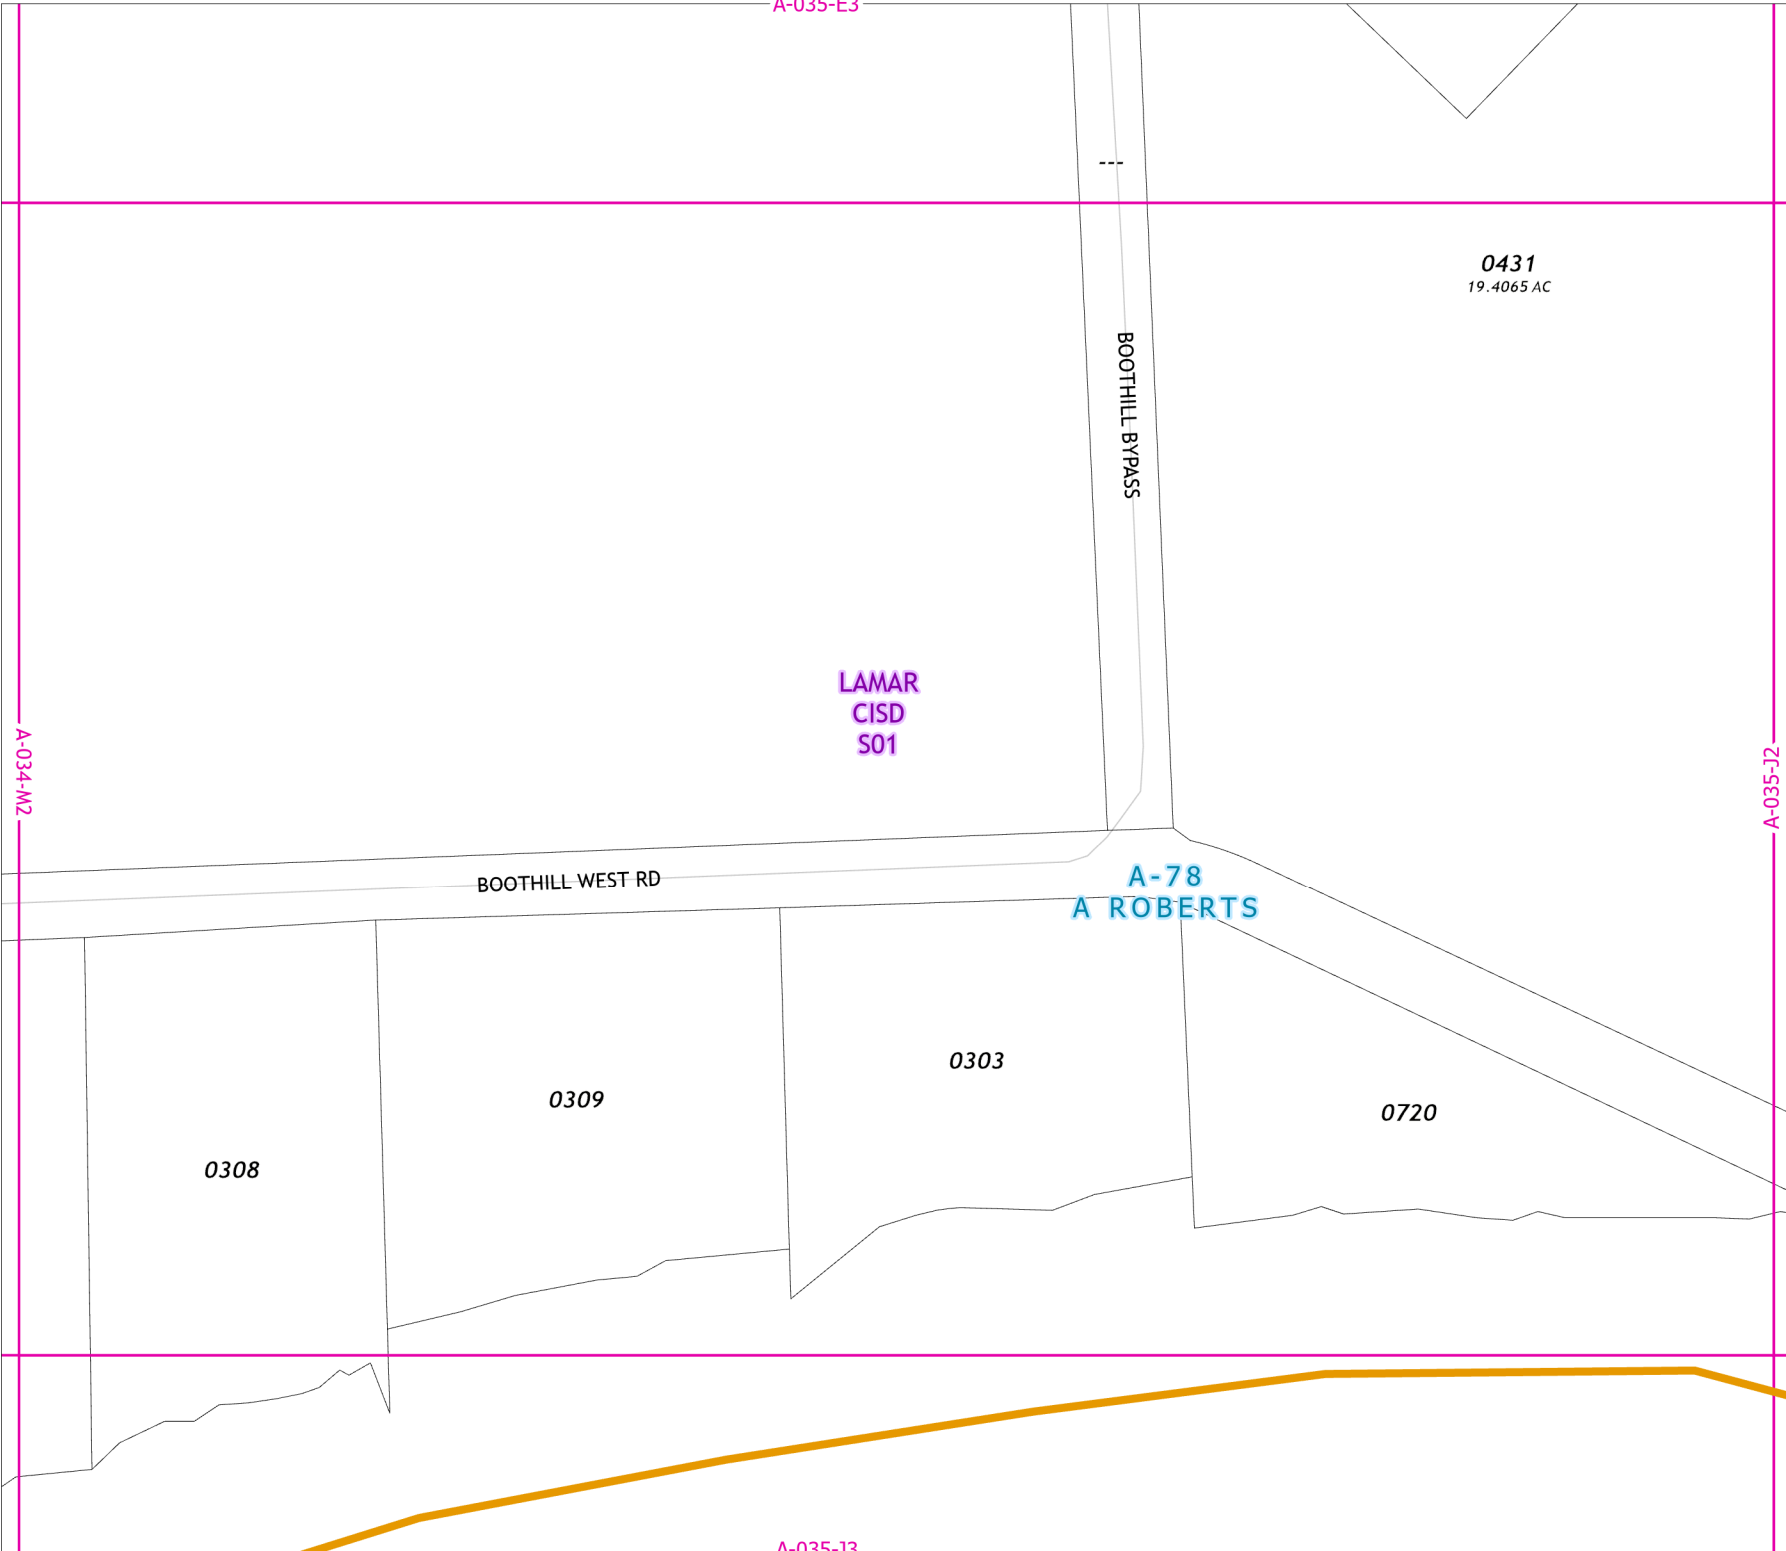 A-035-E3
---
0431
19.4065 AC
BOOTHILL BYPASS
LAMAR
CISD
S01
A-034-M2
A-035-J2
BOOTHILL WEST RD
A-78
A ROBERTS
0303
0309
0720
0308
A-035-J3